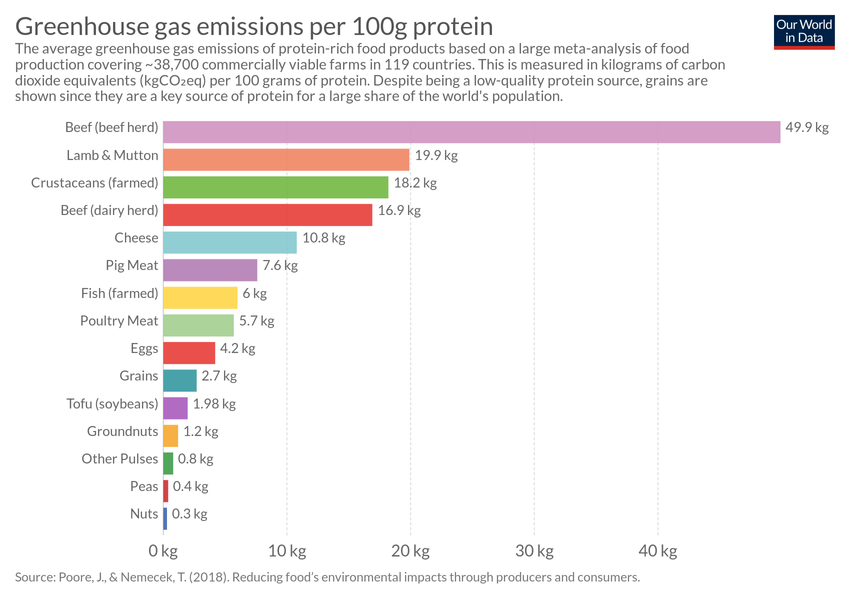 Greenhouse gas emissions per 100g protein
Our World
in Data
The average greenhouse gas emissions of protein-rich food products based on a large meta-analysis of food
production covering ~38,700 commercially viable farms in 119 countries. This is measured in kilograms of carbon
dioxide equivalents (kgCO₂eq) per 100 grams of protein. Despite being a low-quality protein source, grains are
shown since they are a key source of protein for a large share of the world's population.
Beef (beef herd) 49.9 kg
Lamb & Mutton 19.9 kg
Crustaceans (farmed) 18.2 kg
Beef (dairy herd) 16.9 kg
Cheese 10.8 kg
Pig Meat 7.6 kg
Fish (farmed) 6 kg
Poultry Meat 5.7 kg
Eggs 4.2 kg
Grains 2.7 kg
Tofu (soybeans) 1.98 kg
Groundnuts 1.2 kg
Other Pulses 0.8 kg
Peas 0.4 kg
Nuts 0.3 kg
0 kg 10 kg 20 kg 30 kg 40 kg
Source: Poore, J., & Nemecek, T. (2018). Reducing food's environmental impacts through producers and consumers.